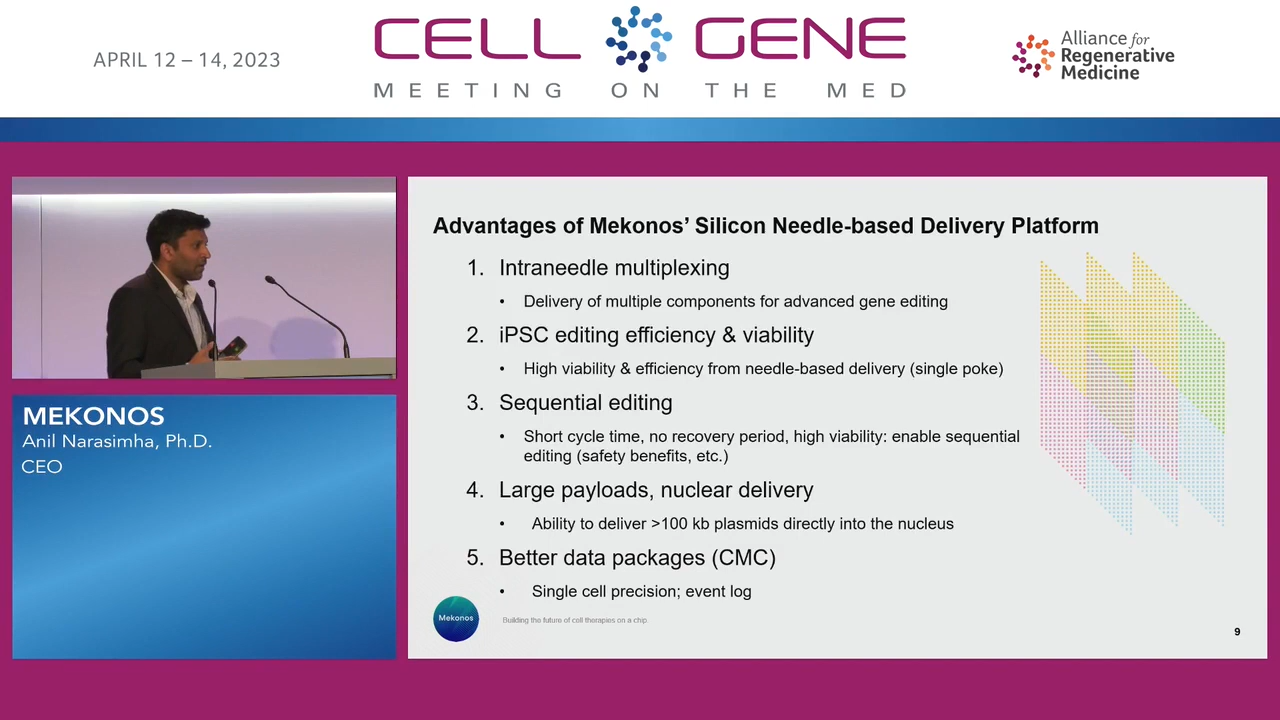 APRIL 12 – 14, 2023
CELL GENE
MEETING ON THE MED
Alliance for
Regenerative
Medicine
MEKONOS
Anil Narasimha, Ph.D.
CEO
Advantages of Mekonos’ Silicon Needle-based Delivery Platform
1. Intraneedle multiplexing
• Delivery of multiple components for advanced gene editing
2. iPSC editing efficiency & viability
• High viability & efficiency from needle-based delivery (single poke)
3. Sequential editing
• Short cycle time, no recovery period, high viability: enable sequential
editing (safety benefits, etc.)
4. Large payloads, nuclear delivery
• Ability to deliver >100 kb plasmids directly into the nucleus
5. Better data packages (CMC)
• Single cell precision; event log
Mekonos
Building the future of cell therapies on a chip
9